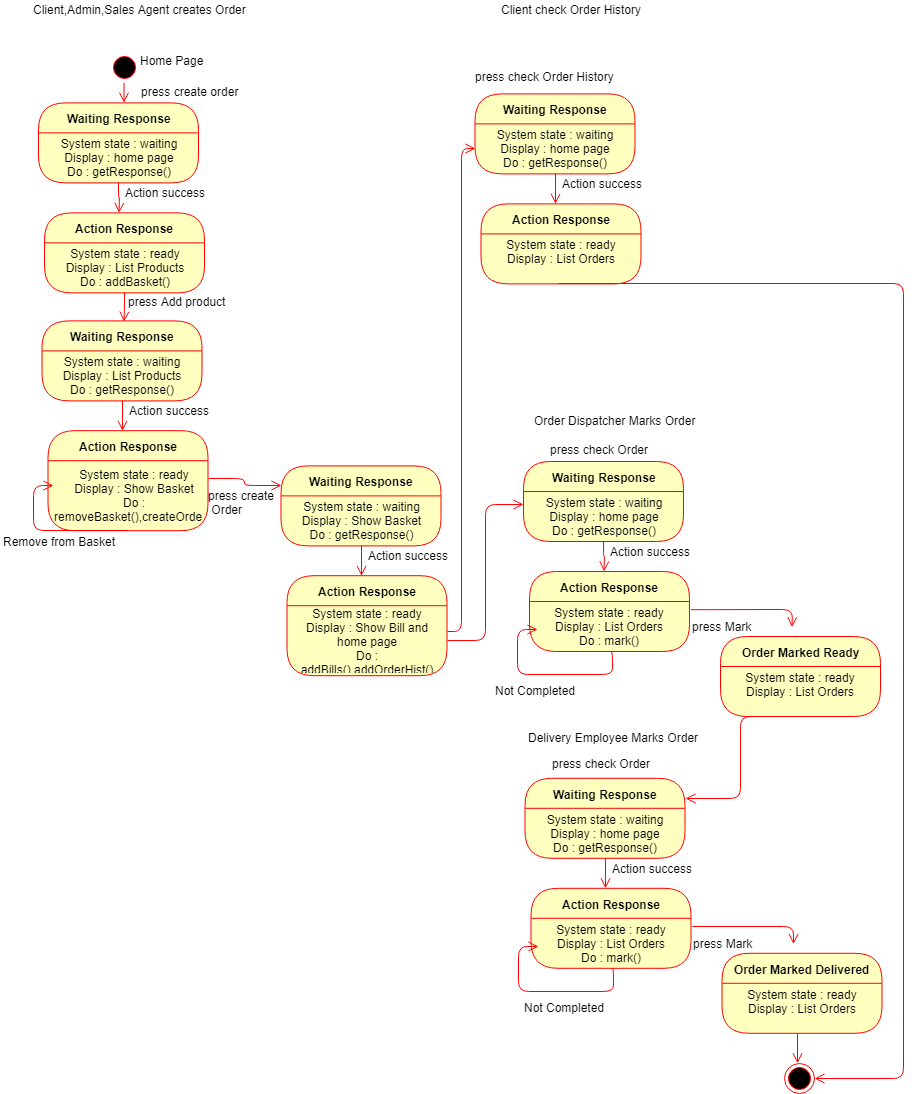 Client,Admin,Sales Agent creates Order
Home Page
press create order
Waiting Response
System state : waiting
Display : home page
Do : getResponse()
Action success
Action Response
System state : ready
Display : List Products
Do : addBasket()
press Add product
Waiting Response
System state : waiting
Display : List Products
Do : getResponse()
Action success
Action Response
System state : ready
Display : Show Basket
Do :
removeBasket(),createOrde
Remove from Basket
press create
Order
Waiting Response
System state : waiting
Display : Show Basket
Do : getResponse()
Action success
Action Response
System state : ready
Display : Show Bill and
home page
Do :
addBills(),addOrderHist()
Client check Order History
press check Order History
Waiting Response
System state : waiting
Display : home page
Do : getResponse()
Action success
Action Response
System state : ready
Display : List Orders
Order Dispatcher Marks Order
press check Order
Waiting Response
System state : waiting
Display : home page
Do : getResponse()
Action success
Action Response
System state : ready
Display : List Orders
Do : mark()
press Mark
Not Completed
Order Marked Ready
System state : ready
Display : List Orders
Delivery Employee Marks Order
press check Order
Waiting Response
System state : waiting
Display : home page
Do : getResponse()
Action success
Action Response
System state : ready
Display : List Orders
Do : mark()
press Mark
Not Completed
Order Marked Delivered
System state : ready
Display : List Orders